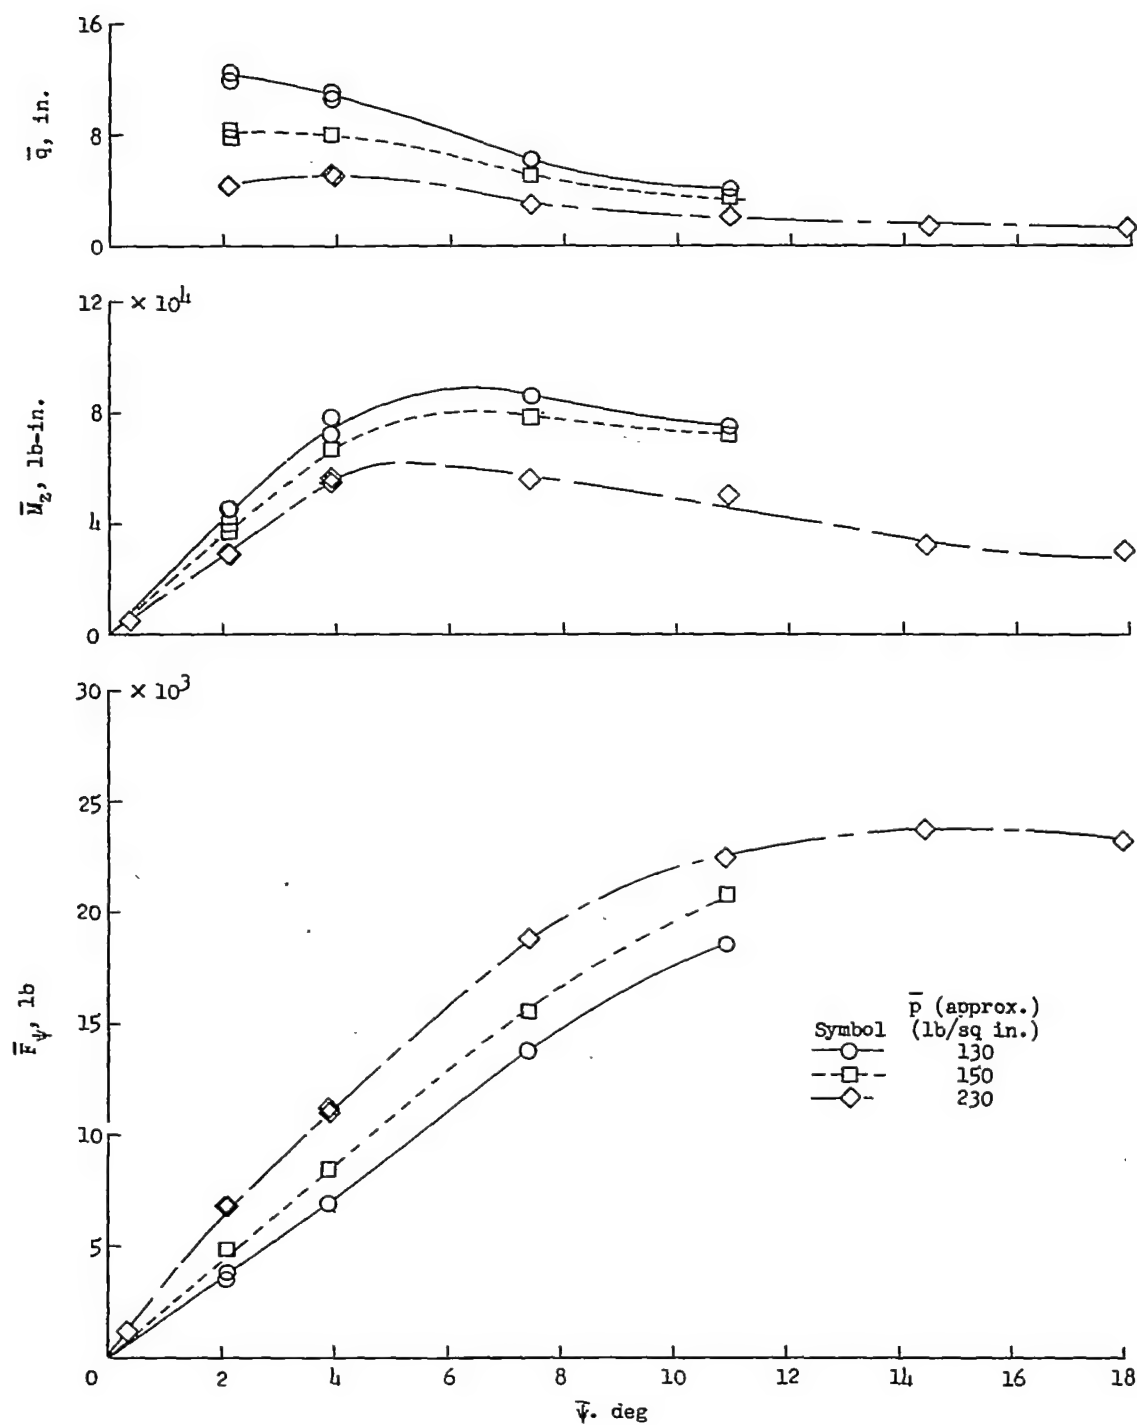 16
8
0
q̅, in.
12 × 10⁴
8
4
0
M̅z, lb-in.
30 × 10³
25
20
15
10
5
0
F̅ψ, lb
p̅ (approx.)
Symbol (lb/sq in.)
130
150
230
2 4 6 8 10 12 14 16 18
ψ̅. deg